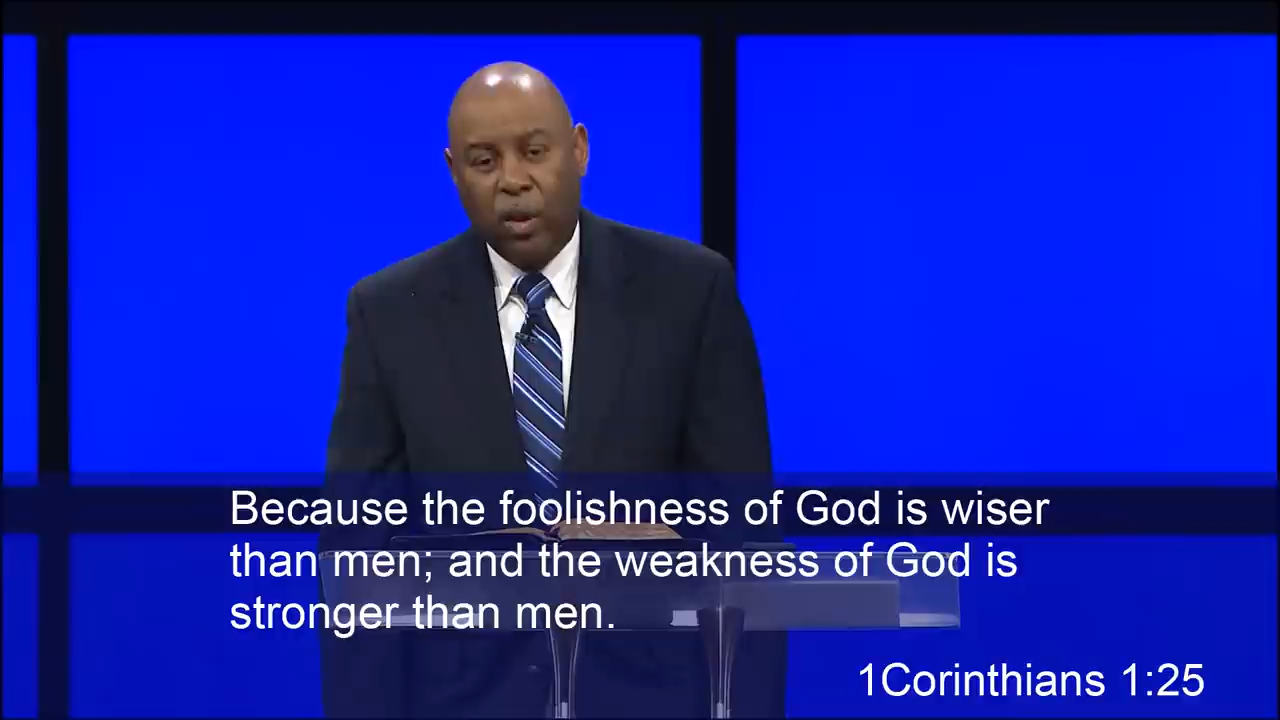 Because the foolishness of God is wiser
than men; and the weakness of God is
stronger than men.
1Corinthians 1:25